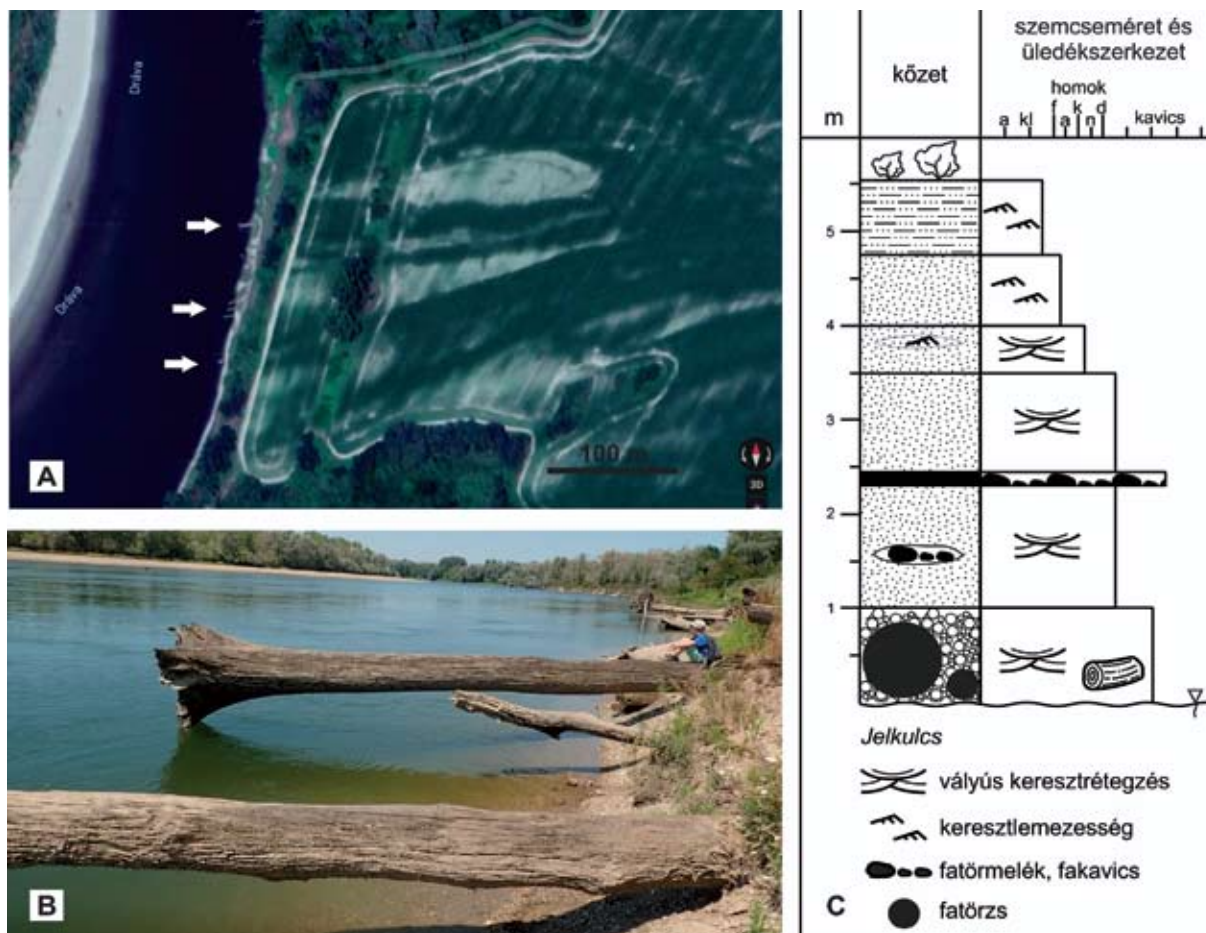 Dráva
Dráva
100 m
3D
A
B
szemcseméret és
üledékszerkezet
kőzet
homok
m
f k d
a kl a n
kavics
5
4
3
2
1
Jelkulcs
vályús keresztrétegzés
keresztlemezesség
fatörmelék, fakavics
C
fatörzs